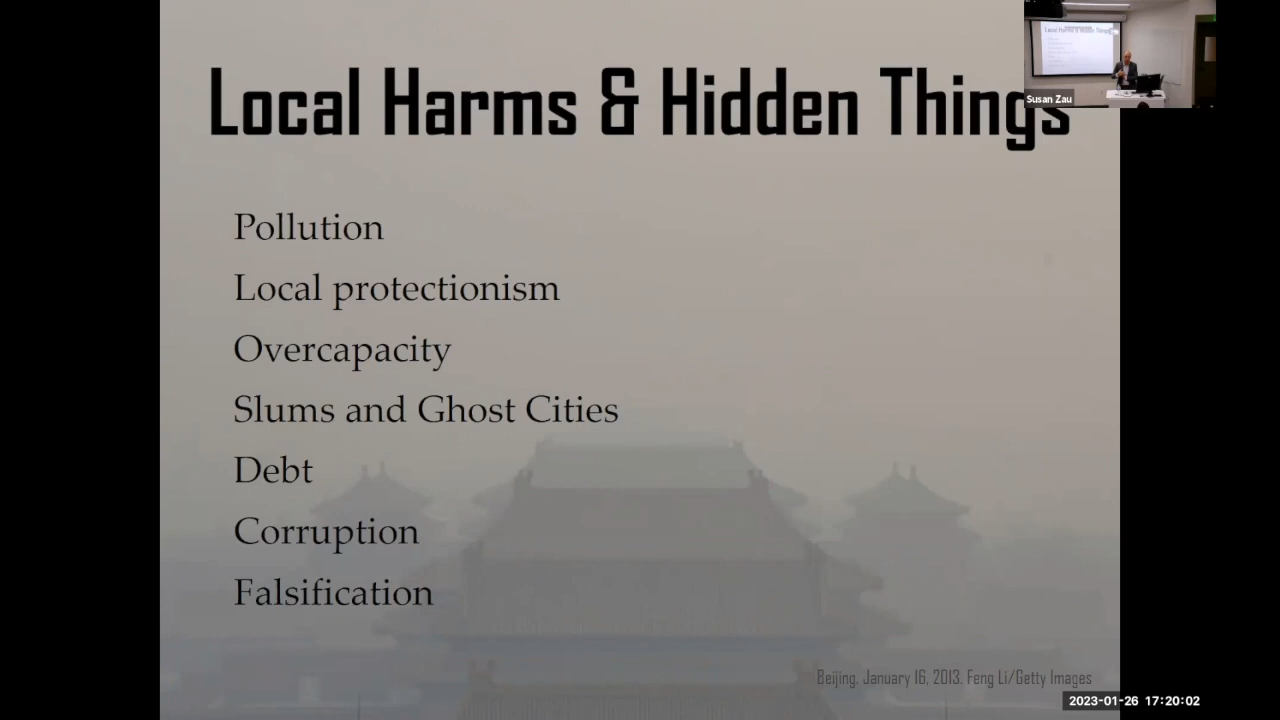 Local Harms & Hidden Things
Susan Zau
Pollution
Local protectionism
Overcapacity
Slums and Ghost Cities
Debt
Corruption
Falsification
Beijing. January 16, 2013. Feng Li/Getty Images
2023-01-26 17:20:02